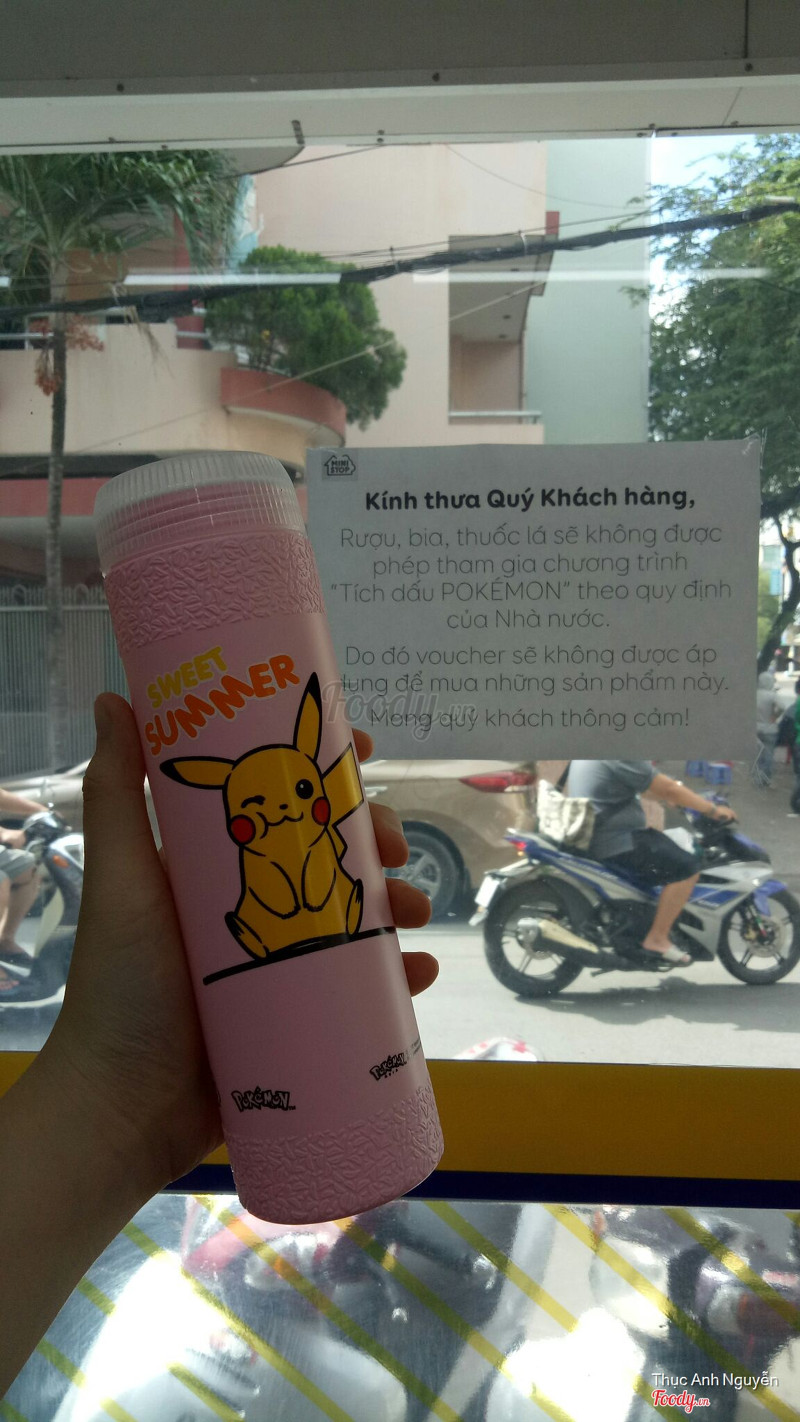 MINI
STOP
Kính thưa Quý Khách hàng,
Rượu, bia, thuốc lá sẽ không được
phép tham gia chương trình
"Tích dấu POKÉMON" theo quy định
của Nhà nước.
Do đó voucher sẽ không được áp
dụng để mua những sản phẩm này.
Mong quý khách thông cảm!
Foody.vn
SWEET
SUMMER
POKéMON
POKéMON
Thục Anh Nguyễn
Foody.vn